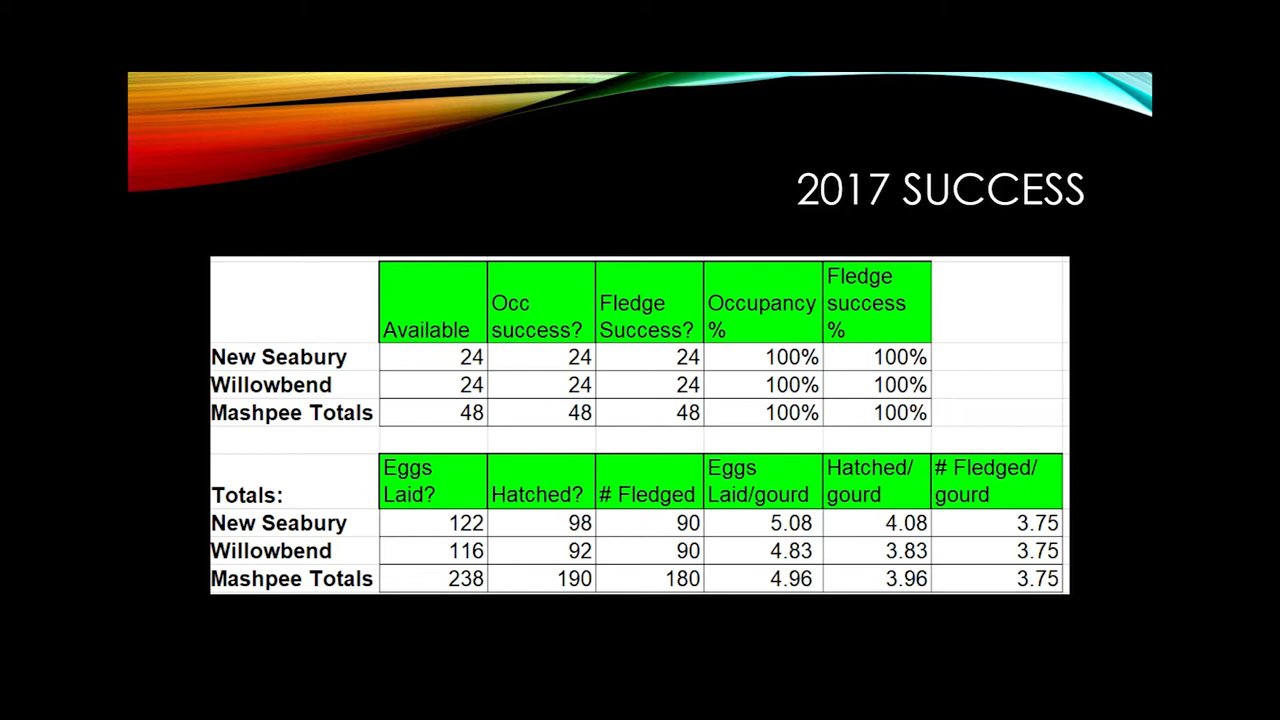 2017 SUCCESS
Available Occ success? Fledge Success? Occupancy % Fledge success %
New Seabury 24 24 24 100% 100%
Willowbend 24 24 24 100% 100%
Mashpee Totals 48 48 48 100% 100%
Totals: Eggs Laid? Hatched? # Fledged Eggs Laid/gourd Hatched/ gourd # Fledged/ gourd
New Seabury 122 98 90 5.08 4.08 3.75
Willowbend 116 92 90 4.83 3.83 3.75
Mashpee Totals 238 190 180 4.96 3.96 3.75